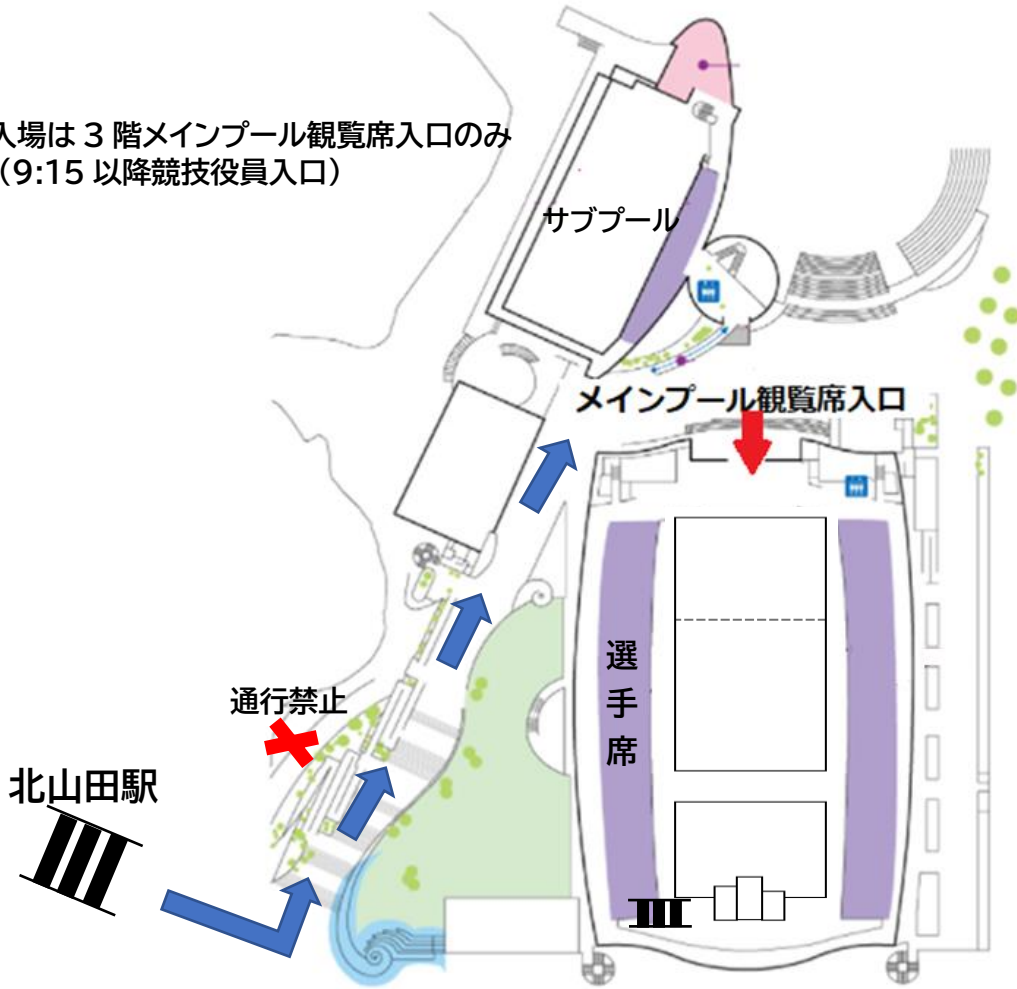 入場は3階メインプール観覧席入口のみ
（9:15以降競技役員入口）
サブプール
メインプール観覧席入口
選手席
通行禁止
北山田駅